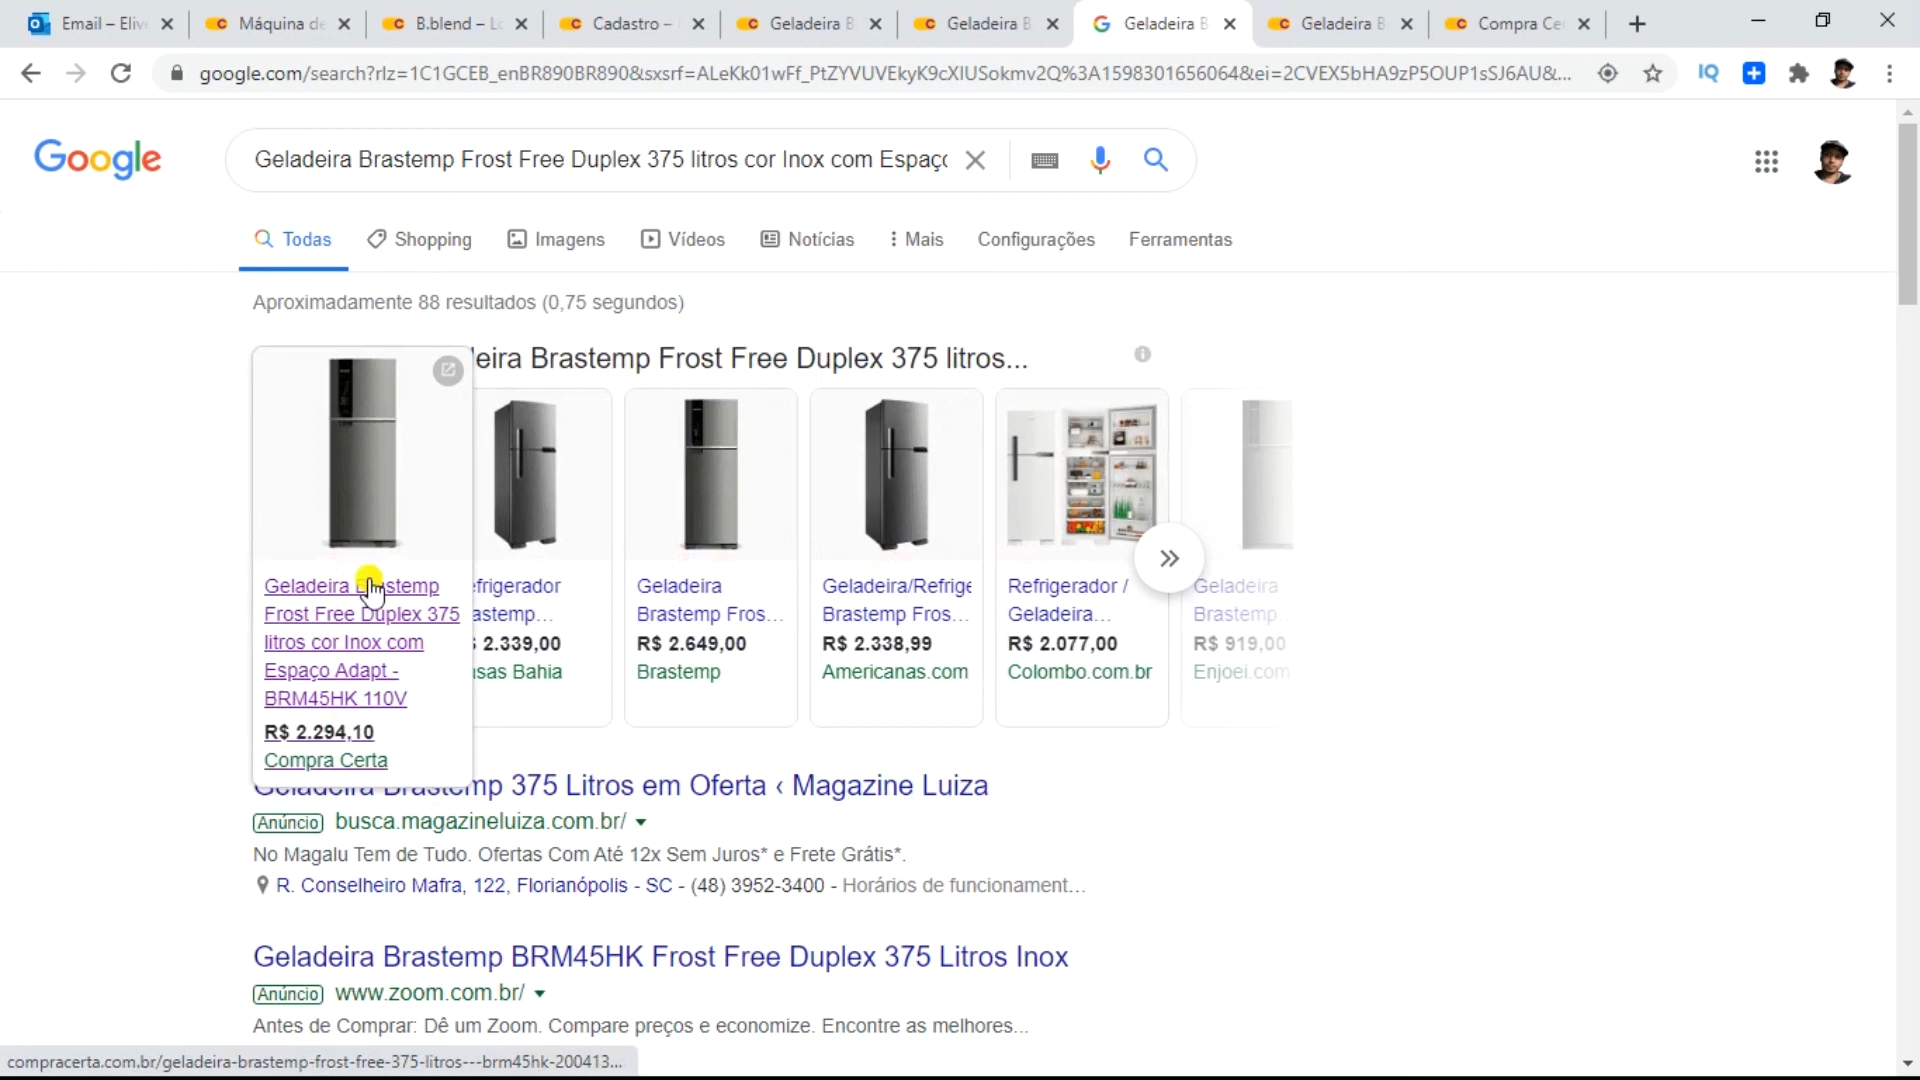 Email – Elive
Máquina de
B.blend – Lo
Cadastro –
Geladeira B
Geladeira B
Geladeira B
Geladeira B
Compra Ce
google.com/search?rlz=1C1GCEB_enBR890BR890&sxsrf=ALeKk01wFf_PtZYVUVEkyK9cXIUSokmv2Q%3A1598301656064&ei=2CVEX5bHA9zP5OUP1sSJ6AU&...
IQ
Google
Geladeira Brastemp Frost Free Duplex 375 litros cor Inox com Espaço
Todas
Shopping
Imagens
Vídeos
Notícias
Mais
Configurações
Ferramentas
Aproximadamente 88 resultados (0,75 segundos)
eira Brastemp Frost Free Duplex 375 litros...
Geladeira Brastemp
Frost Free Duplex 375
litros cor Inox com
Espaço Adapt -
BRM45HK 110V
R$ 2.294,10
Compra Certa
efrigerador
astemp...
2.339,00
asas Bahia
Geladeira
Brastemp Fros...
R$ 2.649,00
Brastemp
Geladeira/Refrige
Brastemp Fros...
R$ 2.338,99
Americanas.com
Refrigerador /
Geladeira...
R$ 2.077,00
Colombo.com.br
Geladeira
Brastemp
R$ 919,00
Enjoei.com
Geladeira Brastemp 375 Litros em Oferta ‹ Magazine Luiza
Anúncio busca.magazineluiza.com.br/
No Magalu Tem de Tudo. Ofertas Com Até 12x Sem Juros* e Frete Grátis*.
R. Conselheiro Mafra, 122, Florianópolis - SC - (48) 3952-3400 - Horários de funcionament...
Geladeira Brastemp BRM45HK Frost Free Duplex 375 Litros Inox
Anúncio www.zoom.com.br/
Antes de Comprar: Dê um Zoom. Compare preços e economize. Encontre as melhores...
compracerta.com.br/geladeira-brastemp-frost-free-375-litros---brm45hk-200413...